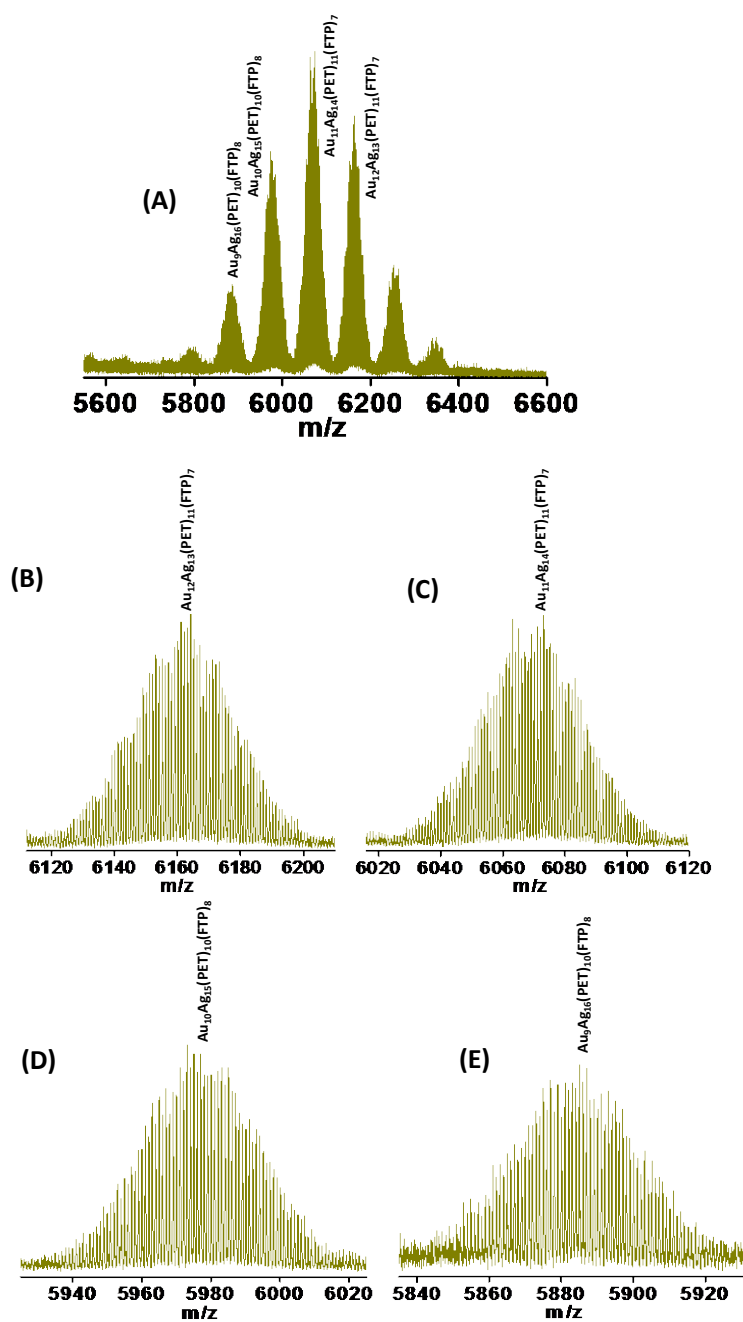 (A)
Au₉Ag₁₆(PET)₁₀(FTP)₈
Au₁₀Ag₁₅(PET)₁₀(FTP)₈
Au₁₁Ag₁₄(PET)₁₁(FTP)₇
Au₁₂Ag₁₃(PET)₁₁(FTP)₇
5600 5800 6000 6200 6400 6600
m/z
(B)
Au₁₂Ag₁₃(PET)₁₁(FTP)₇
6120 6140 6160 6180 6200
m/z
(C)
Au₁₁Ag₁₄(PET)₁₁(FTP)₇
6020 6040 6060 6080 6100 6120
m/z
(D)
Au₁₀Ag₁₅(PET)₁₀(FTP)₈
5940 5960 5980 6000 6020
m/z
(E)
Au₉Ag₁₆(PET)₁₀(FTP)₈
5840 5860 5880 5900 5920
m/z